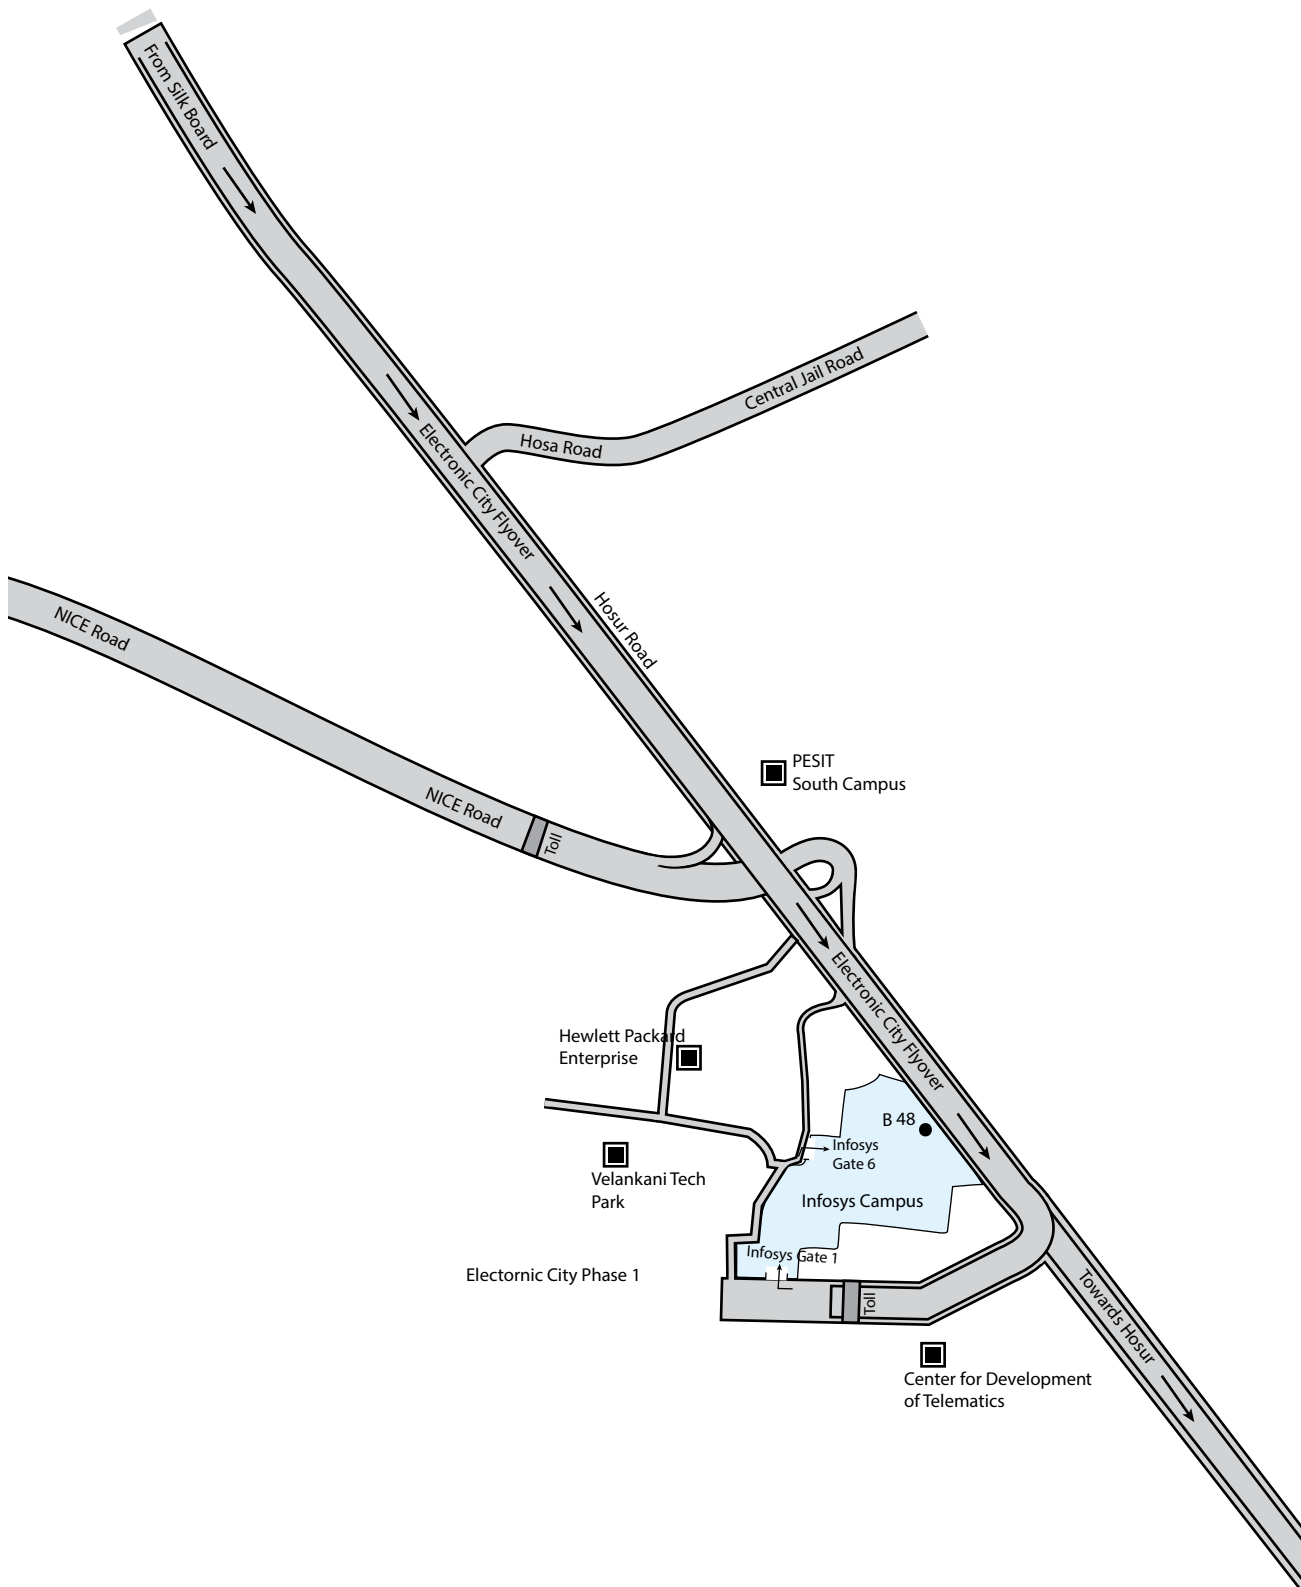 From Silk Board
Central Jail Road
Hosa Road
Electronic City Flyover
NICE Road
Hosur Road
PESIT
South Campus
NICE Road
Toll
Electronic City Flyover
Hewlett Packard
Enterprise
B 48
Infosys
Gate 6
Velankani Tech
Park
Infosys Campus
Infosys Gate 1
Electornic City Phase 1
Toll
Towards Hosur
Center for Development
of Telematics